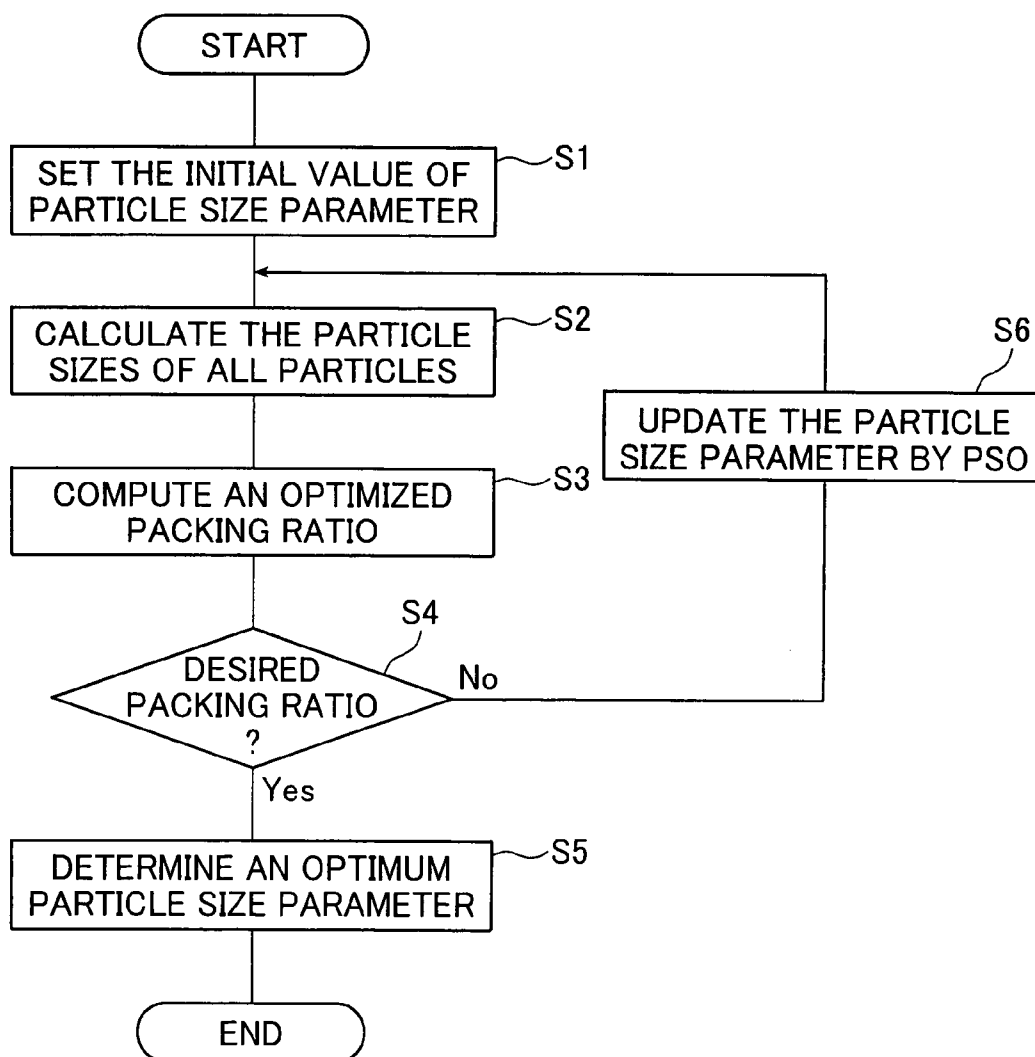 START
S1
SET THE INITIAL VALUE OF
PARTICLE SIZE PARAMETER
S2
CALCULATE THE PARTICLE
SIZES OF ALL PARTICLES
S6
UPDATE THE PARTICLE
SIZE PARAMETER BY PSO
S3
COMPUTE AN OPTIMIZED
PACKING RATIO
S4
DESIRED
PACKING RATIO
?
No
Yes
S5
DETERMINE AN OPTIMUM
PARTICLE SIZE PARAMETER
END